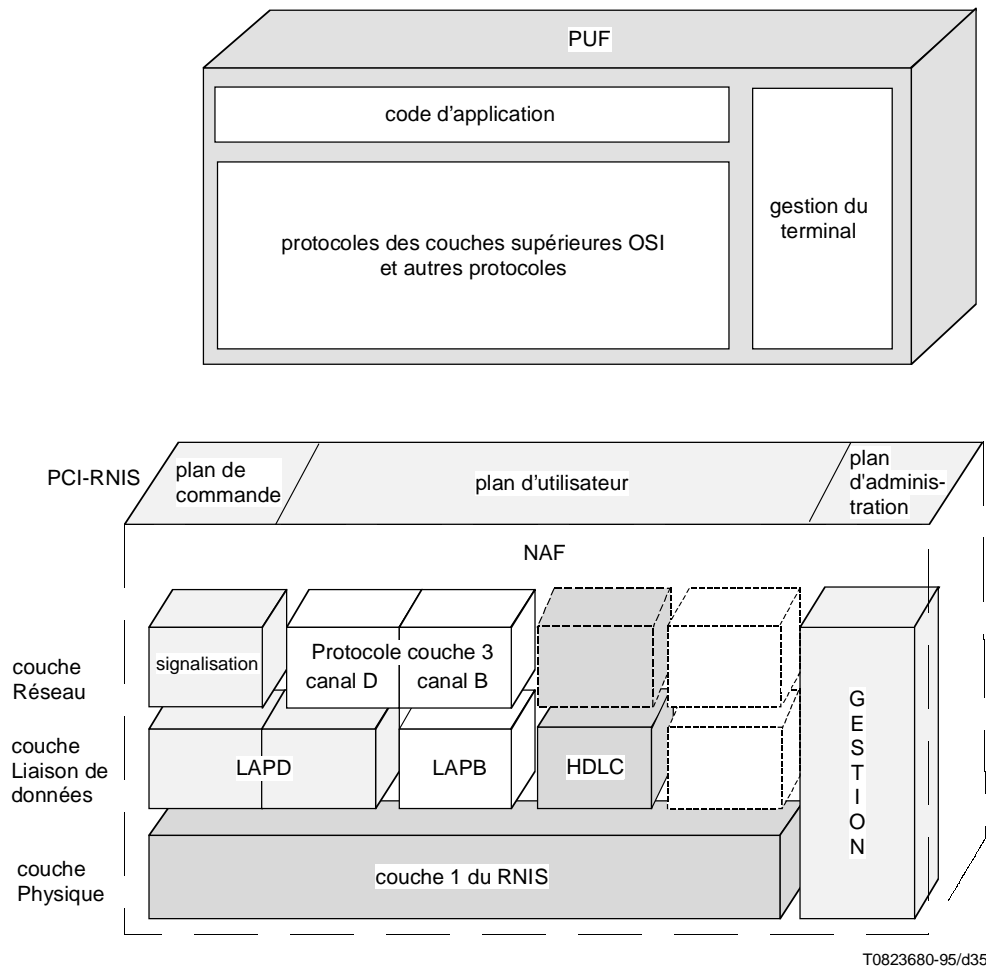 PUF
code d'application
gestion du
terminal
protocoles des couches supérieures OSI
et autres protocoles
PCI-RNIS
plan de
commande
plan d'utilisateur
plan
d'adminis-
tration
NAF
couche
Réseau
signalisation
Protocole couche 3
canal D
canal B
couche
Liaison de
données
LAPD
LAPB
HDLC
G
E
S
T
I
O
N
couche
Physique
couche 1 du RNIS
T0823680-95/d35